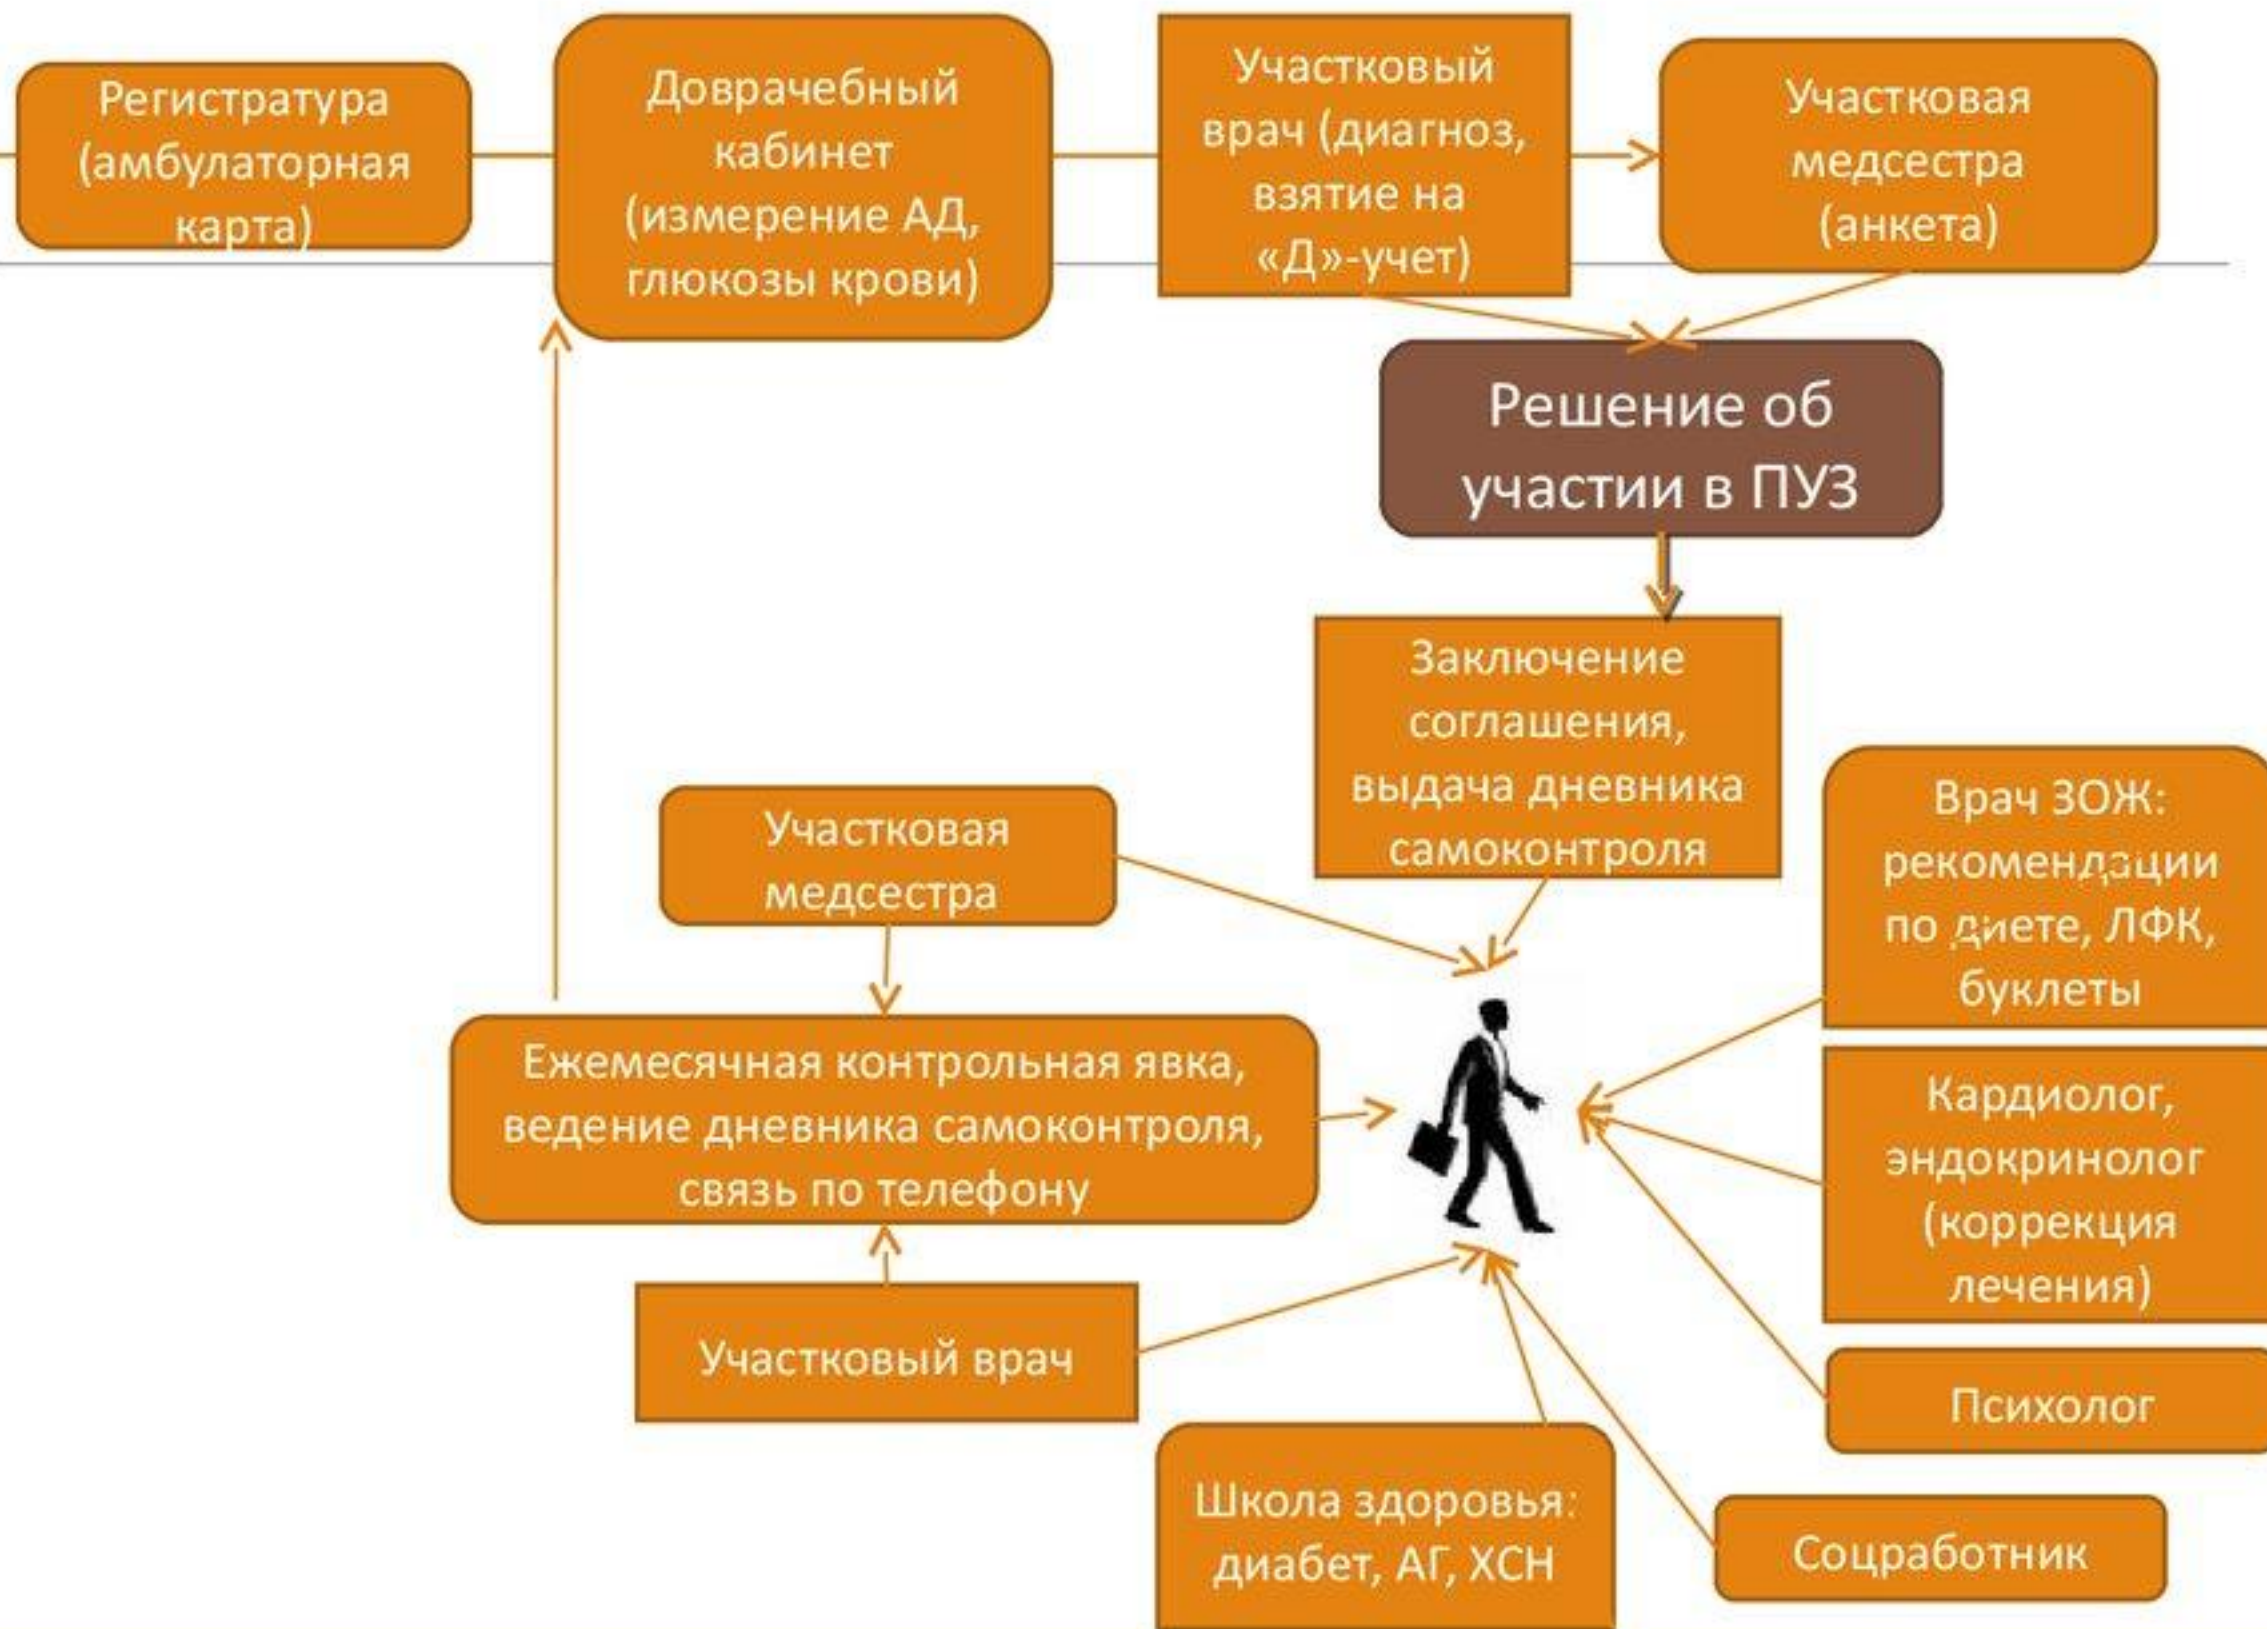 Регистратура
(амбулаторная
карта)
Доврачебный
кабинет
(измерение АД,
глюкозы крови)
Участковый
врач (диагноз,
взятие на
«Д»-учет)
Участковая
медсестра
(анкета)
Решение об
участии в ПУЗ
Заключение
соглашения,
выдача дневника
самоконтроля
Участковая
медсестра
Врач ЗОЖ:
рекомендации
по диете, ЛФК,
буклеты
Ежемесячная контрольная явка,
ведение дневника самоконтроля,
связь по телефону
Кардиолог,
эндокринолог
(коррекция
лечения)
Участковый врач
Психолог
Школа здоровья:
диабет, АГ, ХСН
Соцработник